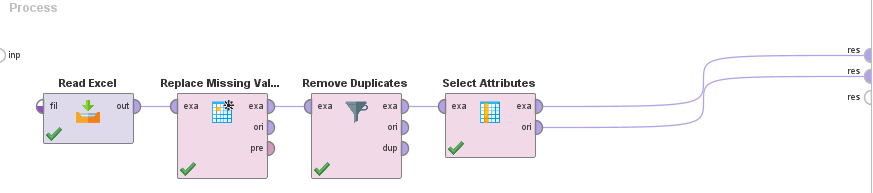 Process
res
inp
res
Read Excel Replace Missing Val... Remove Duplicates Select Attributes
res
fil out exa exa exa exa exa exa
ori ori ori
pre dup